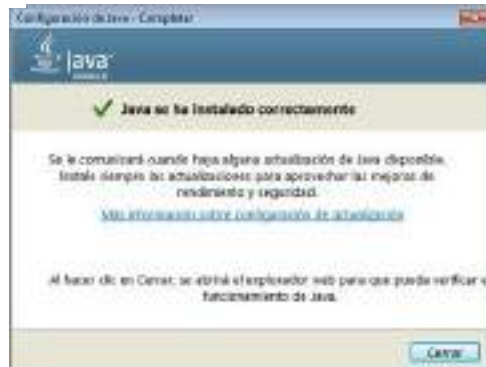 Configuración de Java - Completar
Java
Java se ha instalado correctamente
Se le comunicará cuando haya alguna actualización de Java disponible.
Instale siempre las actualizaciones para aprovechar las mejoras de
rendimiento y seguridad.
Más información sobre configuración de actualización
Al hacer clic en Cerrar, se abrirá el explorador web para que pueda verificar e
funcionamiento de Java.
Cerrar